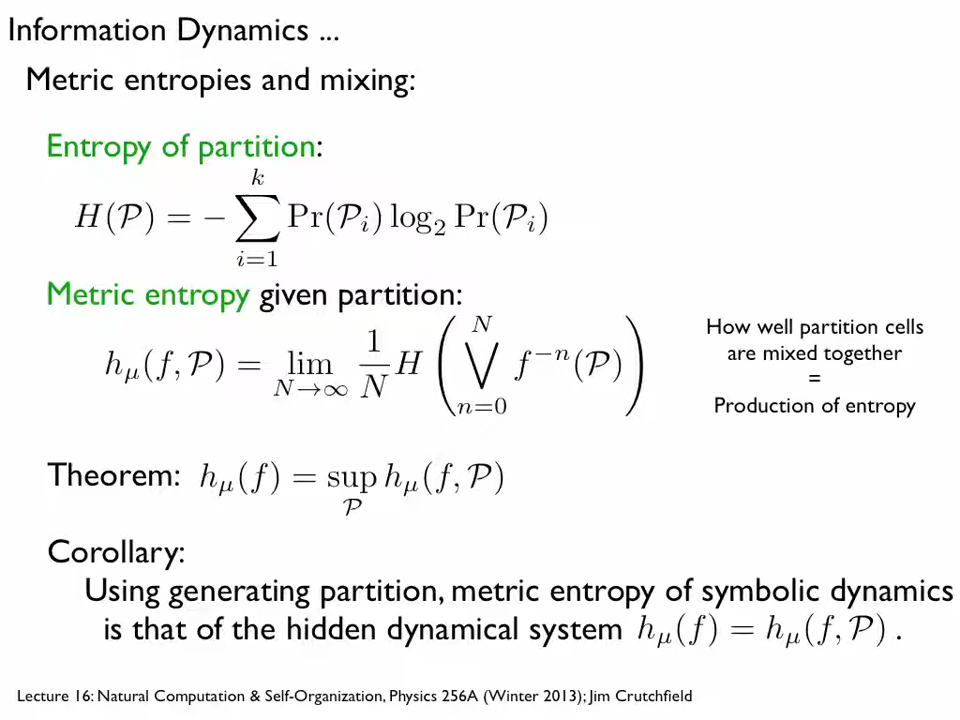 Information Dynamics ...
Metric entropies and mixing:
Entropy of partition:
H(𝒫) = − ∑_{i=1}^{k} Pr(𝒫_i) log_2 Pr(𝒫_i)
Metric entropy given partition:
h_μ(f, 𝒫) = lim_{N→∞} 1/N H ( ⋁_{n=0}^{N} f^{−n}(𝒫) )
How well partition cells
are mixed together
=
Production of entropy
Theorem: h_μ(f) = sup_𝒫 h_μ(f, 𝒫)
Corollary:
Using generating partition, metric entropy of symbolic dynamics
is that of the hidden dynamical system h_μ(f) = h_μ(f, 𝒫) .
Lecture 16: Natural Computation & Self-Organization, Physics 256A (Winter 2013); Jim Crutchfield